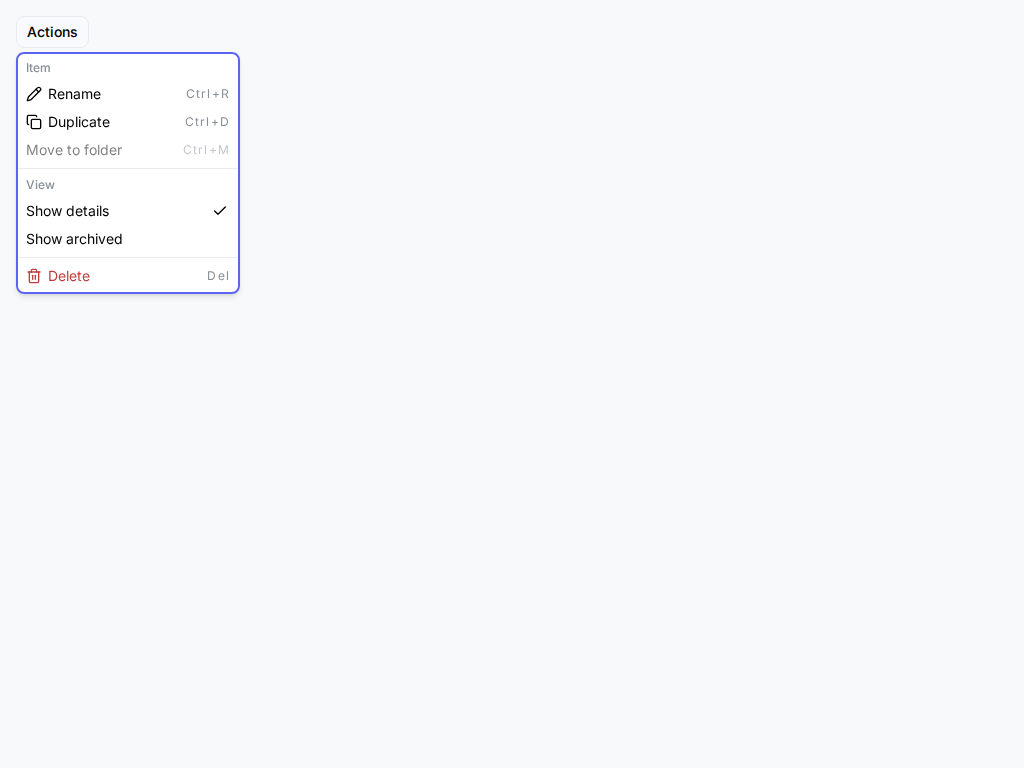 Actions
Item
Rename Ctrl+R
Duplicate Ctrl+D
Move to folder Ctrl+M
View
Show details
Show archived
Delete Del